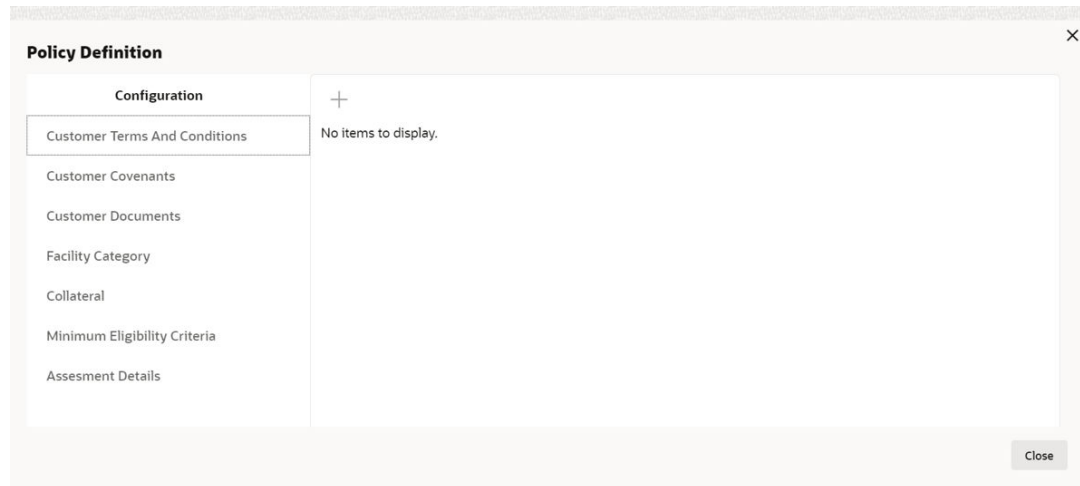 Policy Definition
Configuration
Customer Terms And Conditions
No items to display.
Customer Covenants
Customer Documents
Facility Category
Collateral
Minimum Eligibility Criteria
Assesment Details
Close